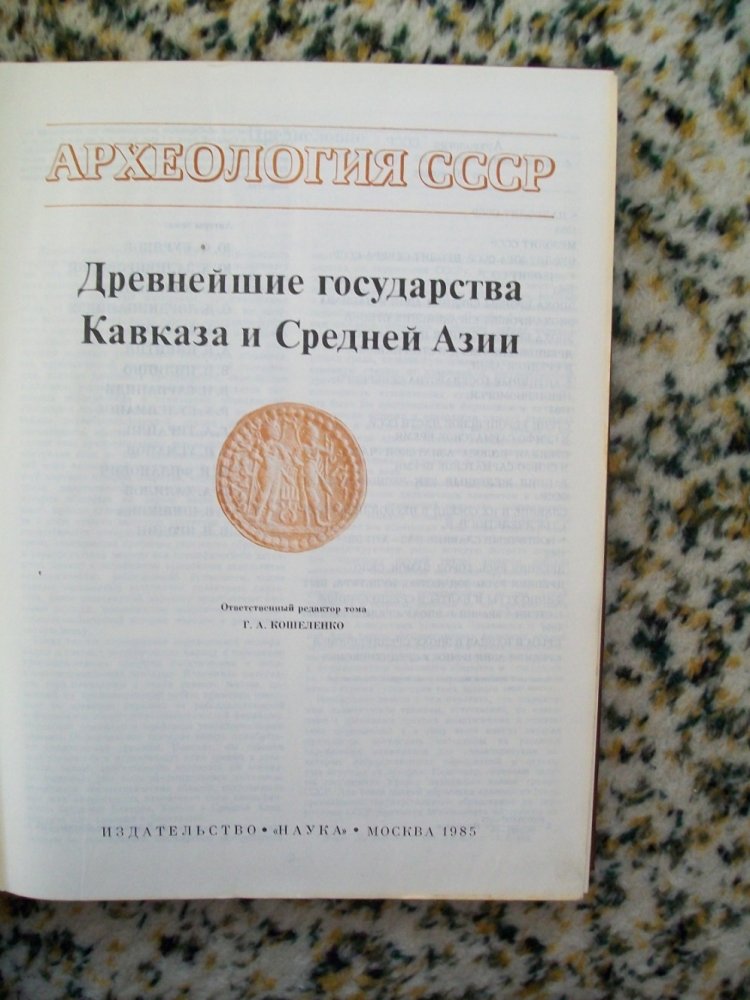 АРХЕОЛОГИЯ СССР
Древнейшие государства
Кавказа и Средней Азии
Ответственный редактор тома
Г. А. КОШЕЛЕНКО
ИЗДАТЕЛЬСТВО • «НАУКА» • МОСКВА 1985